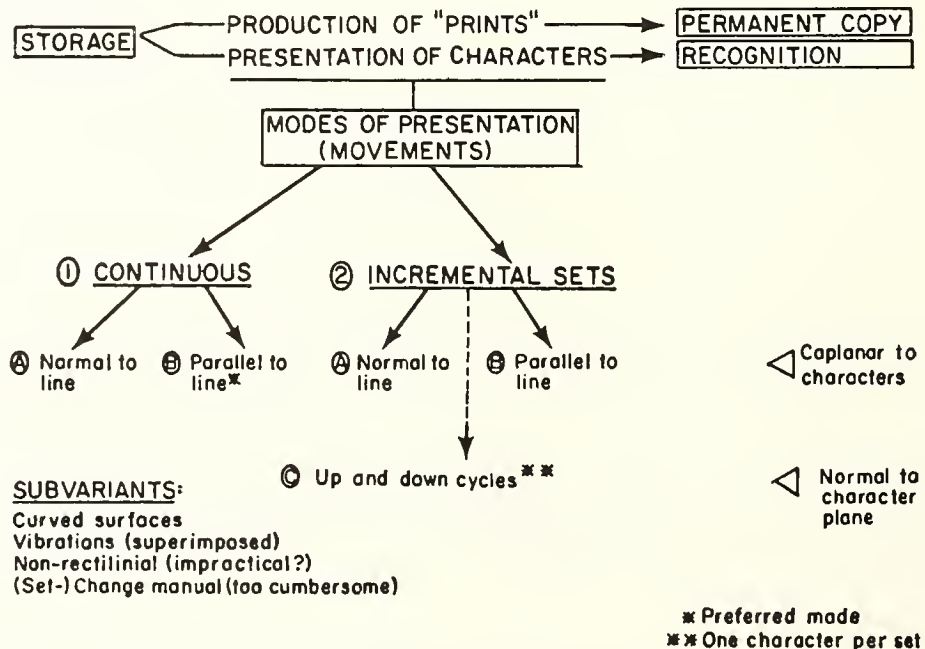 STORAGE
PRODUCTION OF "PRINTS"
PERMANENT COPY
PRESENTATION OF CHARACTERS
RECOGNITION
MODES OF PRESENTATION
(MOVEMENTS)
① CONTINUOUS
② INCREMENTAL SETS
Ⓐ Normal to
line
Ⓑ Parallel to
line*
Ⓐ Normal to
line
Ⓑ Parallel to
line
Caplanar to
characters
Ⓒ Up and down cycles**
Normal to
character
plane
SUBVARIANTS:
Curved surfaces
Vibrations (superimposed)
Non-rectilinial (impractical?)
(Set-) Change manual (too cumbersome)
* Preferred made
** One character per set